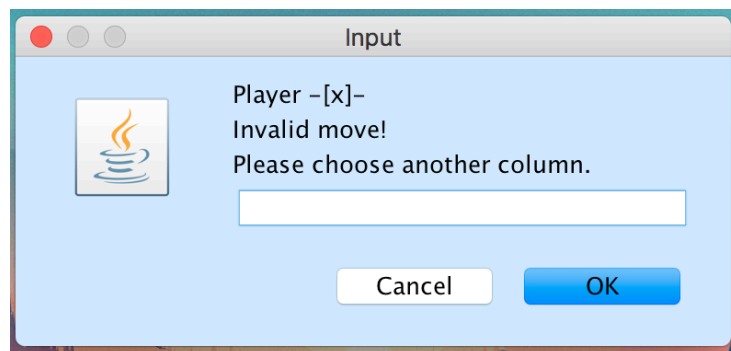 Input
Player -[x]-
Invalid move!
Please choose another column.
Cancel OK